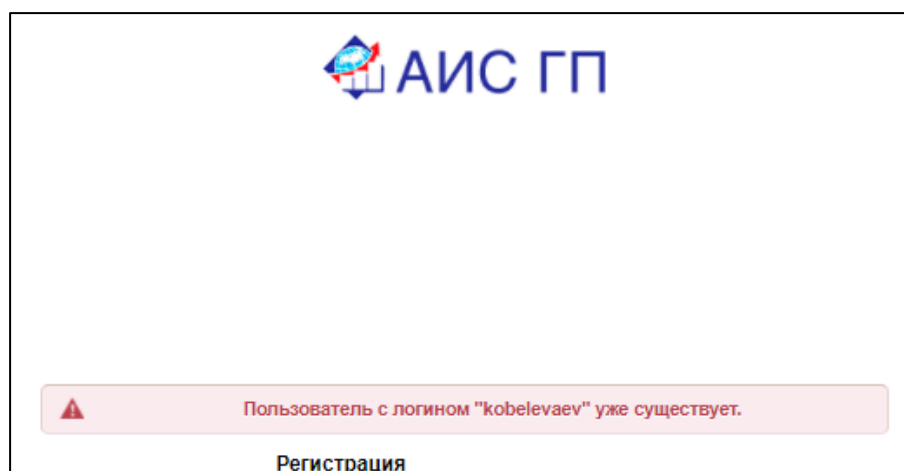 АИС ГП
Пользователь с логином "kobelevaev" уже существует.
Регистрация